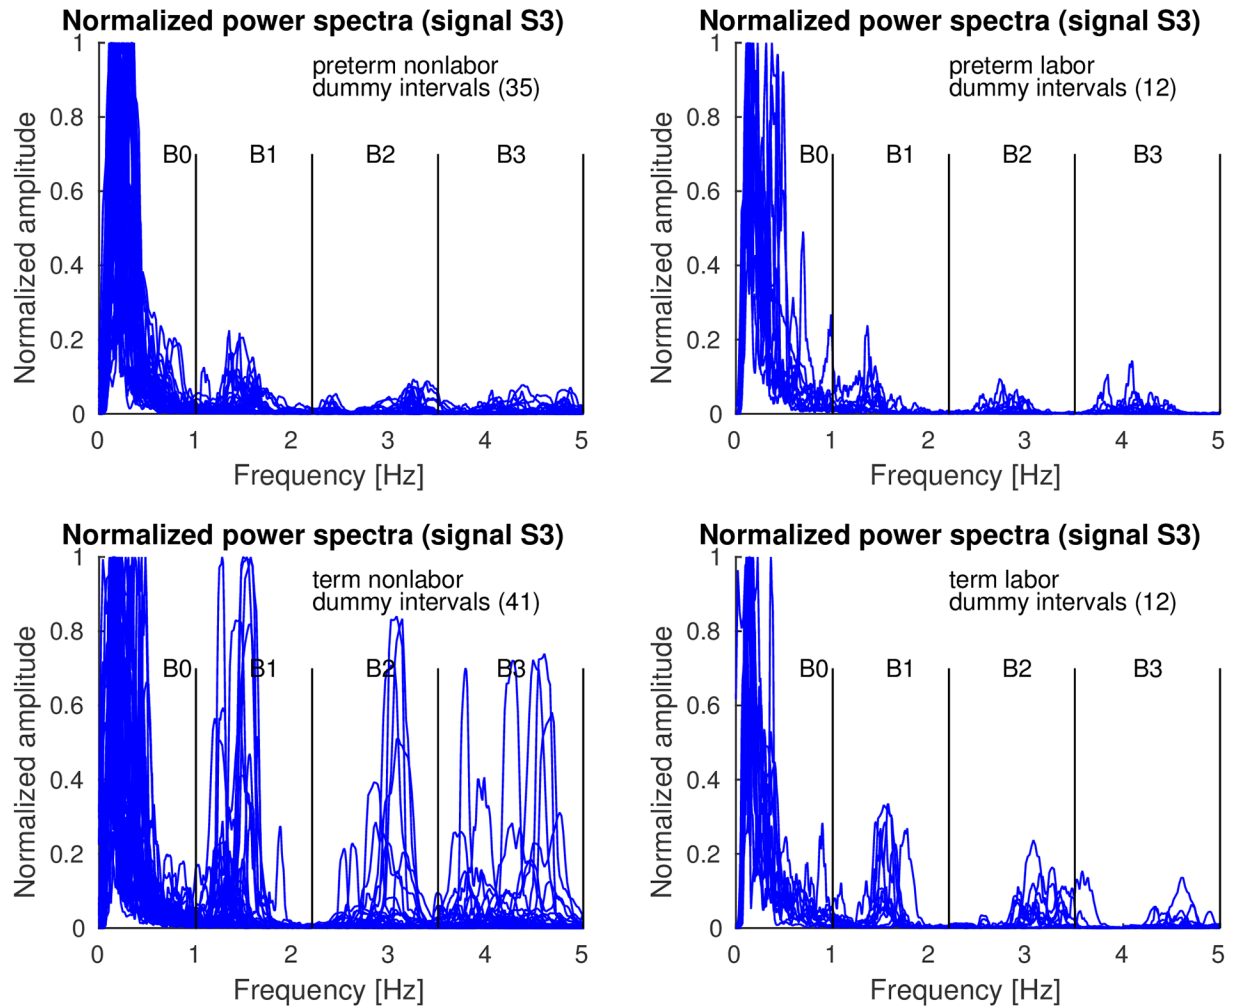 Normalized power spectra (signal S3)
preterm nonlabor
dummy intervals (35)
B0 B1 B2 B3
Normalized amplitude
1
0.8
0.6
0.4
0.2
0
0 1 2 3 4 5
Frequency [Hz]
Normalized power spectra (signal S3)
preterm labor
dummy intervals (12)
B0 B1 B2 B3
Normalized amplitude
1
0.8
0.6
0.4
0.2
0
0 1 2 3 4 5
Frequency [Hz]
Normalized power spectra (signal S3)
term nonlabor
dummy intervals (41)
B0 B1 B2 B3
Normalized amplitude
1
0.8
0.6
0.4
0.2
0
0 1 2 3 4 5
Frequency [Hz]
Normalized power spectra (signal S3)
term labor
dummy intervals (12)
B0 B1 B2 B3
Normalized amplitude
1
0.8
0.6
0.4
0.2
0
0 1 2 3 4 5
Frequency [Hz]